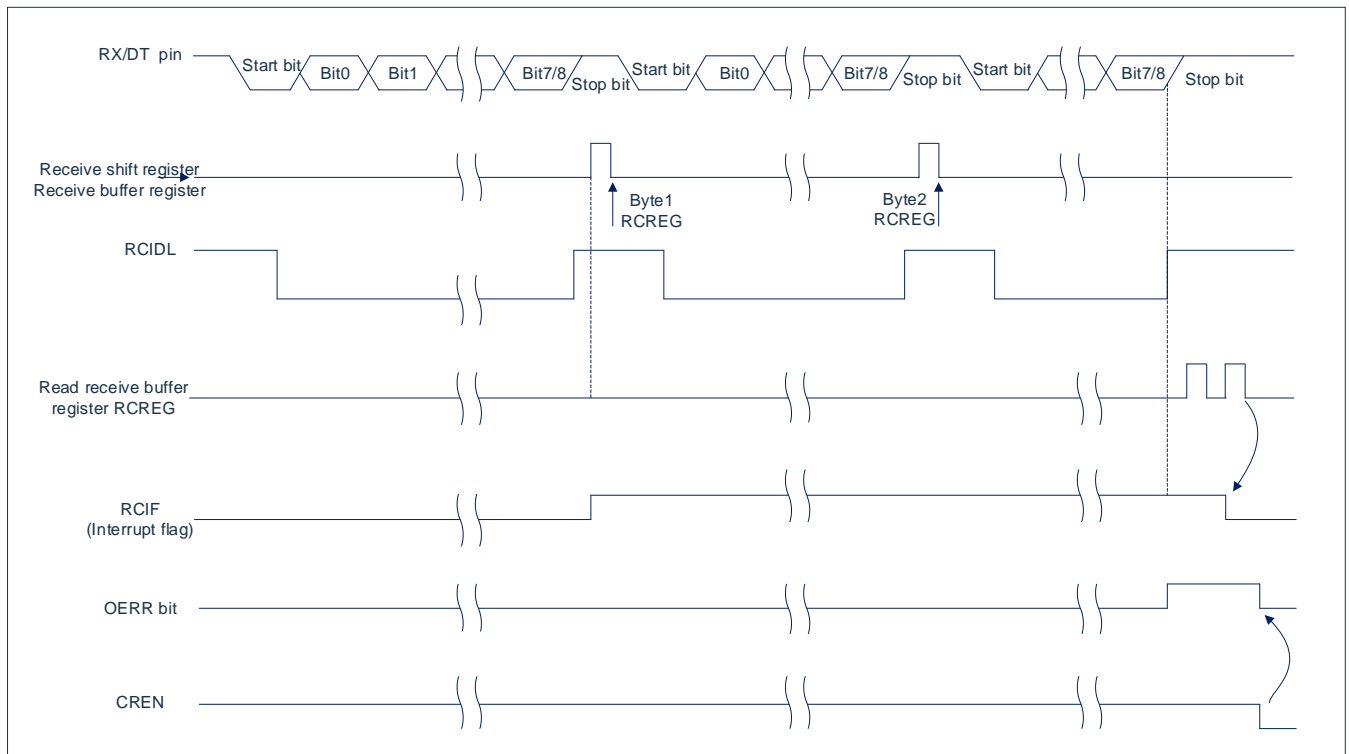 RX/DT pin
Start bit
Bit0
Bit1
Bit7/8
Stop bit
Start bit
Bit0
Bit7/8
Stop bit
Start bit
Bit7/8
Stop bit
Receive shift register
Receive buffer register
Byte1
RCREG
Byte2
RCREG
RCIDL
Read receive buffer
register RCREG
RCIF
(Interrupt flag)
OERR bit
CREN